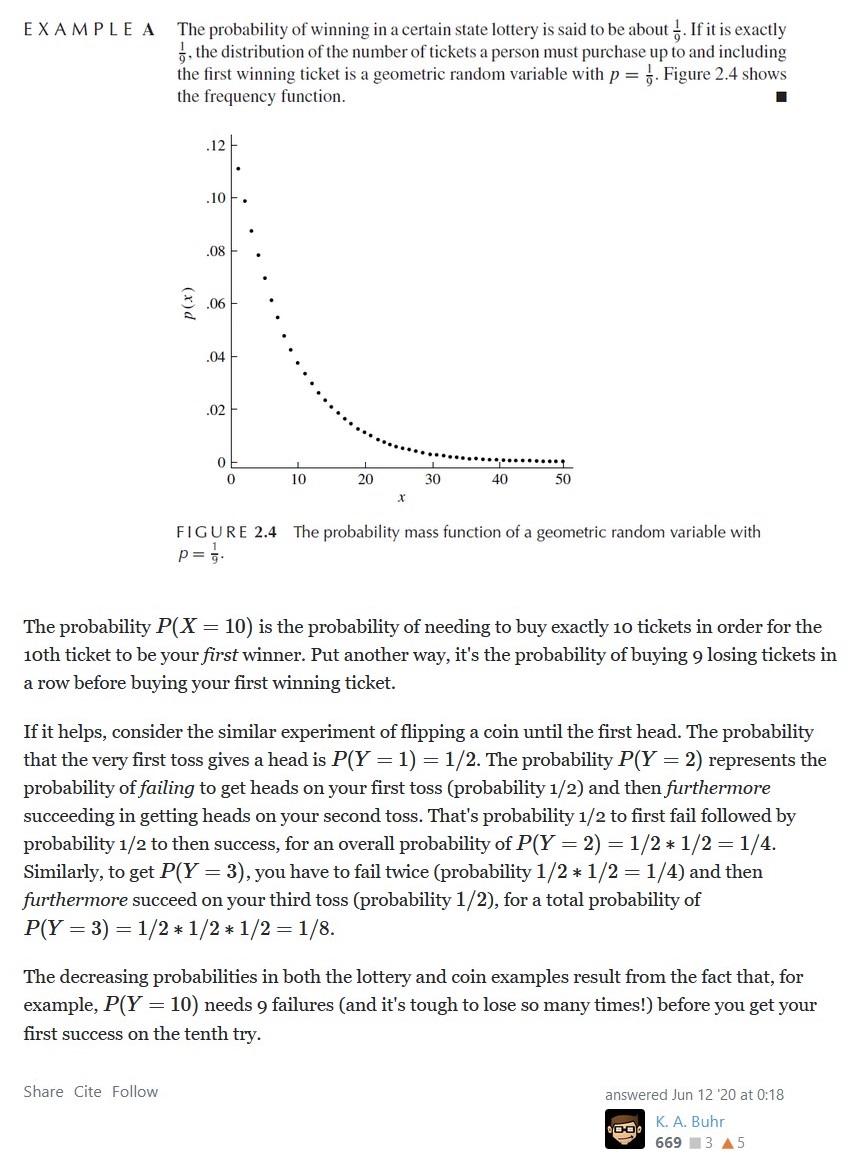 EXAMPLE A The probability of winning in a certain state lottery is said to be about 1/9. If it is exactly
1/9, the distribution of the number of tickets a person must purchase up to and including
the first winning ticket is a geometric random variable with p = 1/9. Figure 2.4 shows
the frequency function. ■
.12
.10
.08
.06
.04
.02
0
p(x)
0 10 20 30 40 50
x
FIGURE 2.4 The probability mass function of a geometric random variable with
p = 1/9.
The probability P(X = 10) is the probability of needing to buy exactly 10 tickets in order for the
10th ticket to be your first winner. Put another way, it's the probability of buying 9 losing tickets in
a row before buying your first winning ticket.
If it helps, consider the similar experiment of flipping a coin until the first head. The probability
that the very first toss gives a head is P(Y = 1) = 1/2. The probability P(Y = 2) represents the
probability of failing to get heads on your first toss (probability 1/2) and then furthermore
succeeding in getting heads on your second toss. That's probability 1/2 to first fail followed by
probability 1/2 to then success, for an overall probability of P(Y = 2) = 1/2 * 1/2 = 1/4.
Similarly, to get P(Y = 3), you have to fail twice (probability 1/2 * 1/2 = 1/4) and then
furthermore succeed on your third toss (probability 1/2), for a total probability of
P(Y = 3) = 1/2 * 1/2 * 1/2 = 1/8.
The decreasing probabilities in both the lottery and coin examples result from the fact that, for
example, P(Y = 10) needs 9 failures (and it's tough to lose so many times!) before you get your
first success on the tenth try.
Share Cite Follow
answered Jun 12 '20 at 0:18
K. A. Buhr
669 3 5